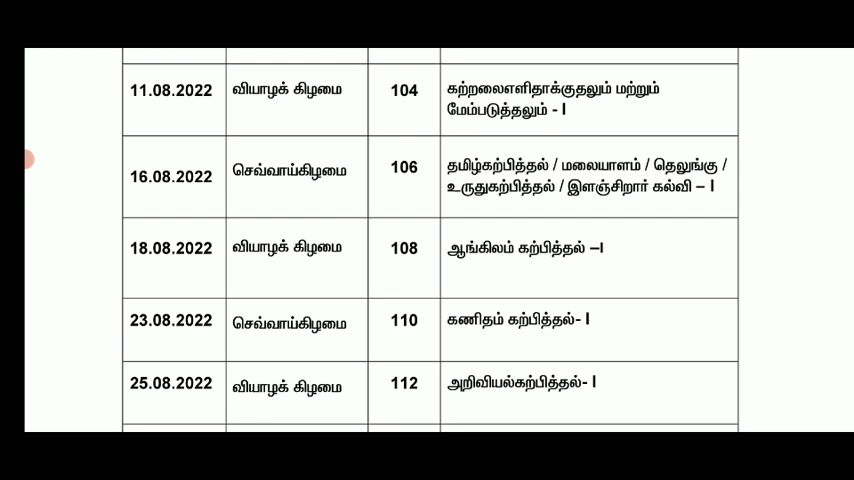 11.08.2022 வியாழக் கிழமை 104 கற்றலைஎளிதாக்குதலும் மற்றும்
மேம்படுத்தலும் - I
16.08.2022 செவ்வாய்கிழமை 106 தமிழ்கற்பித்தல் / மலையாளம் / தெலுங்கு /
உருதுகற்பித்தல் / இளஞ்சிறார் கல்வி – I
18.08.2022 வியாழக் கிழமை 108 ஆங்கிலம் கற்பித்தல் –I
23.08.2022 செவ்வாய்கிழமை 110 கணிதம் கற்பித்தல்- I
25.08.2022 வியாழக் கிழமை 112 அறிவியல்கற்பித்தல்- I